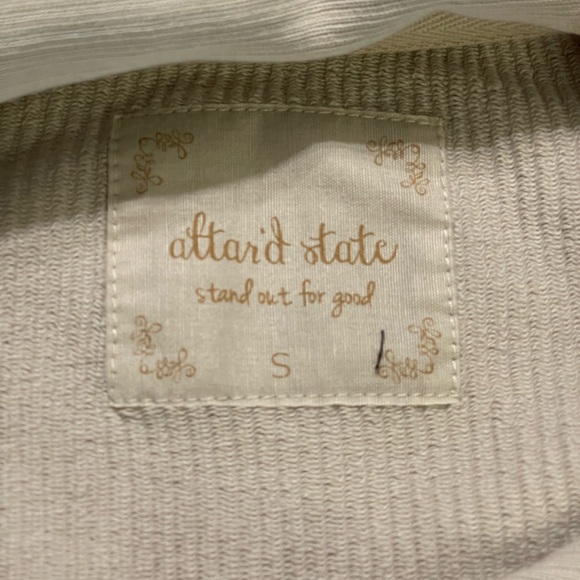 altar'd state
stand out for good
S